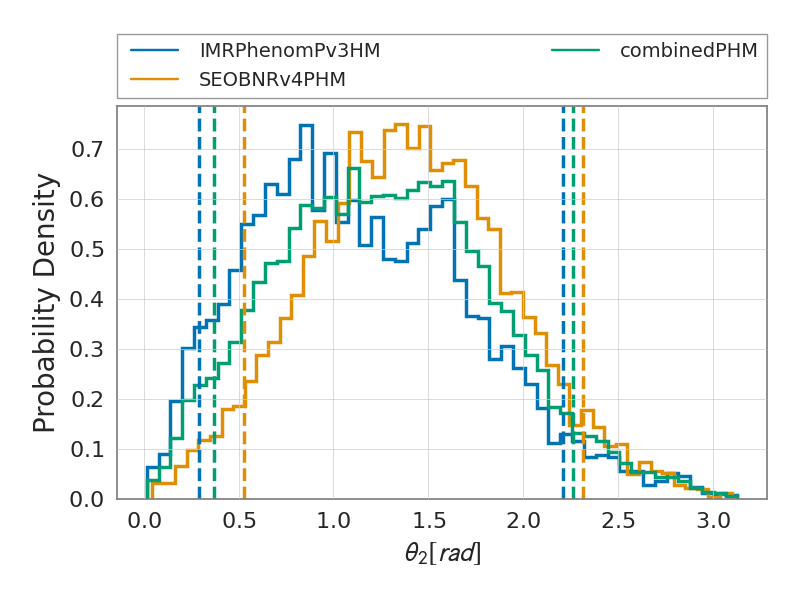 IMRPhenomPv3HM
SEOBNRv4PHM
combinedPHM
Probability Density
0.7
0.6
0.5
0.4
0.3
0.2
0.1
0.0
0.0 0.5 1.0 1.5 2.0 2.5 3.0
θ₂[rad]